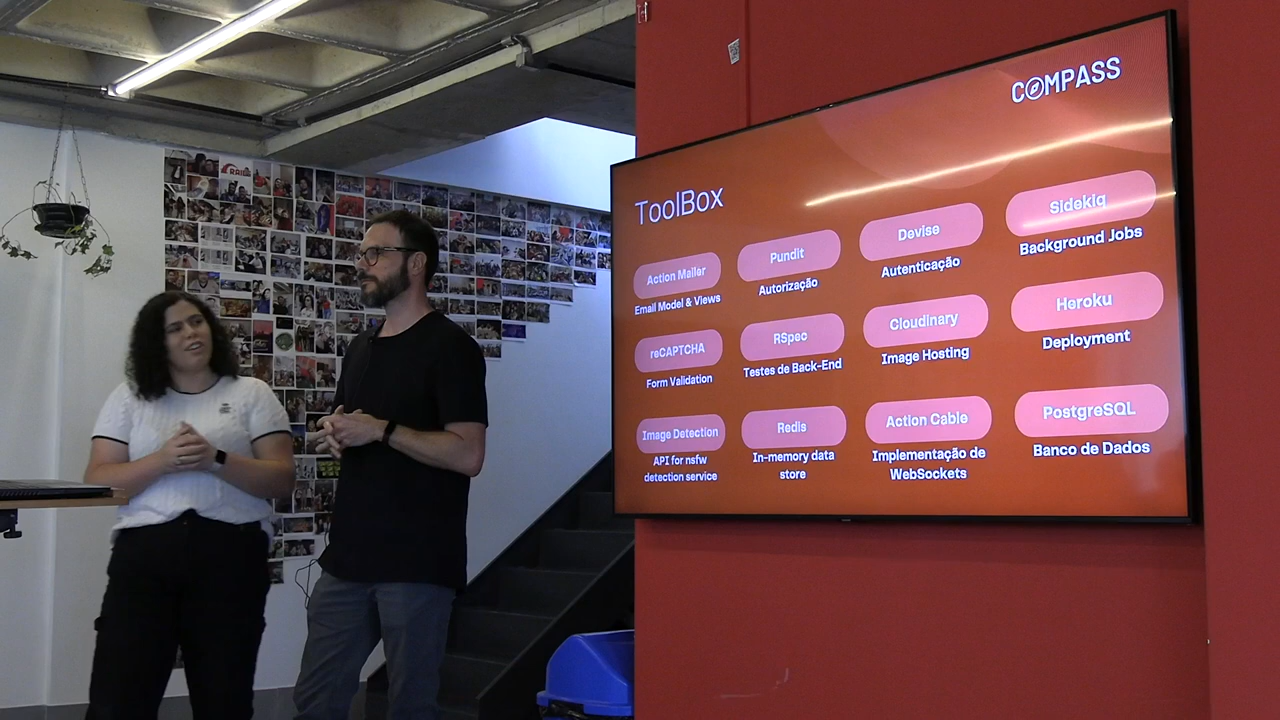 COMPASS
ToolBox
Action Mailer
Email Model & Views
Pundit
Autorização
Devise
Autenticação
Sidekiq
Background Jobs
reCAPTCHA
Form Validation
RSpec
Testes de Back-End
Cloudinary
Image Hosting
Heroku
Deployment
Image Detection
API for nsfw
detection service
Redis
In-memory data
store
Action Cable
Implementação de
WebSockets
PostgreSQL
Banco de Dados